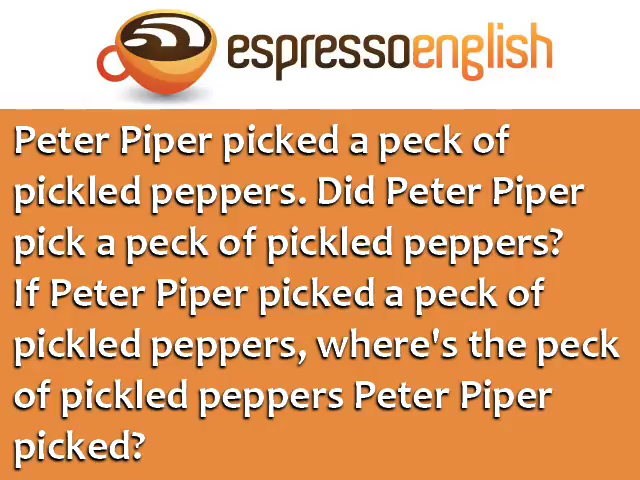 espressoenglish
Peter Piper picked a peck of
pickled peppers. Did Peter Piper
pick a peck of pickled peppers?
If Peter Piper picked a peck of
pickled peppers, where's the peck
of pickled peppers Peter Piper
picked?